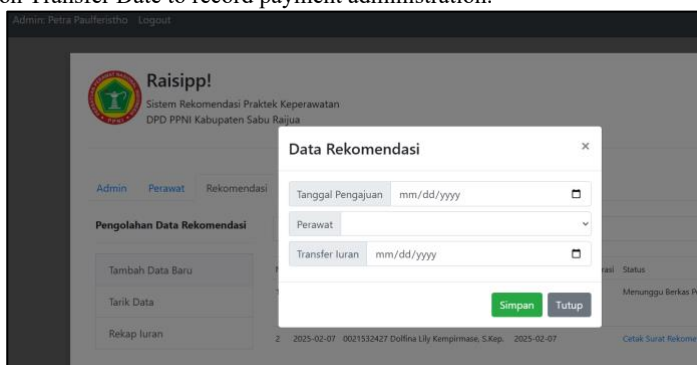 on Transfer Date to record payment administration.
Admin: Petra Paulferistho Logout
Raisipp!
Sistem Rekomendasi Praktek Keperawatan
DPD PPNI Kabupaten Sabu Raijua
Data Rekomendasi ×
Admin Perawat Rekomendasi
Tanggal Pengajuan mm/dd/yyyy
Pengolahan Data Rekomendasi
Perawat
Transfer Iuran mm/dd/yyyy
Tambah Data Baru
Status
Tarik Data
Menunggu Berkas
Simpan Tutup
Rekap Iuran
2 2025-02-07 0021532427 Dolfina Lily Kempirmase, S.Kep. 2025-02-07 Cetak Surat Rekome